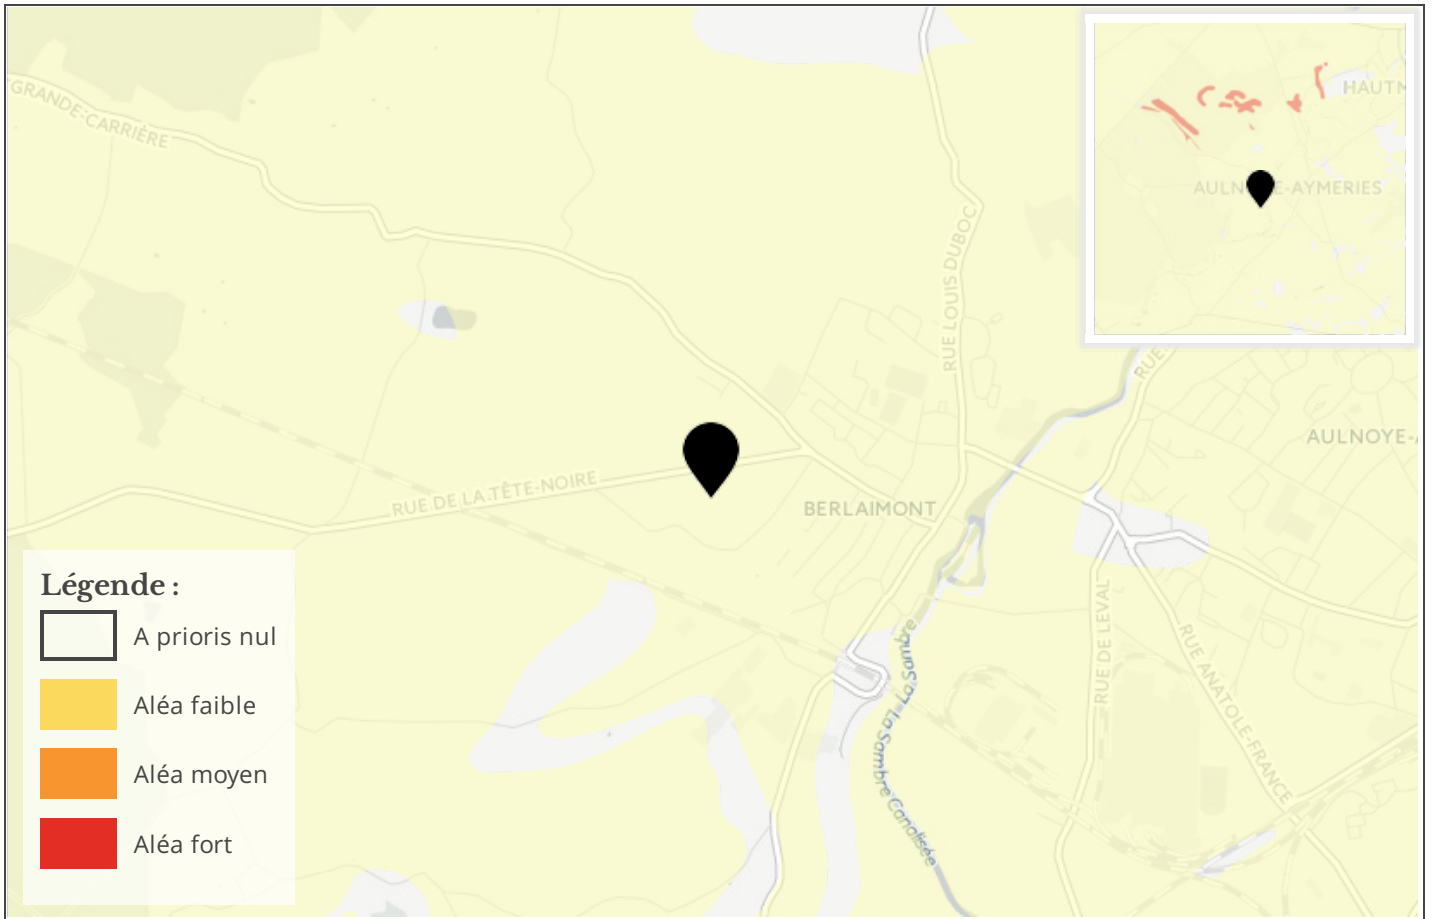 GRANDE-CARRIÈRE
HAUTM
AULN E-AYMERIES
RUE LOUIS DUBOC
RUE
AULNOYE-A
RUE DE LA TÊTE-NOIRE
BERLAIMONT
RUE DE LEVAL
RUE ANATOLE-FRANCE
La Sambre
La Sambre Canalisée
Légende :
A prioris nul
Aléa faible
Aléa moyen
Aléa fort